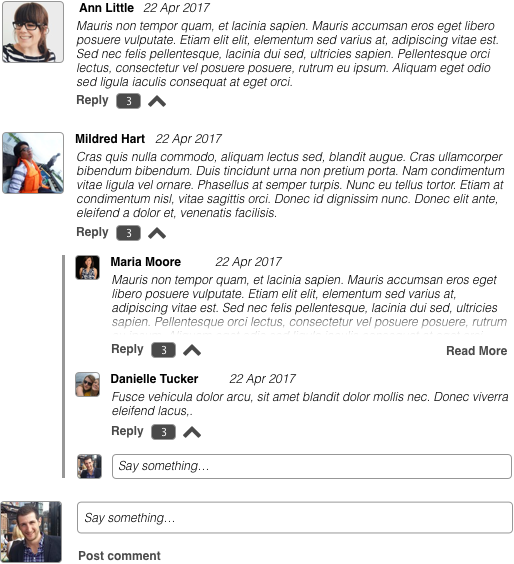 Ann Little 22 Apr 2017
Mauris non tempor quam, et lacinia sapien. Mauris accumsan eros eget libero
posuere vulputate. Etiam elit elit, elementum sed varius at, adipiscing vitae est.
Sed nec felis pellentesque, lacinia dui sed, ultricies sapien. Pellentesque orci
lectus, consectetur vel posuere posuere, rutrum eu ipsum. Aliquam eget odio
sed ligula iaculis consequat at eget orci.
Reply 3
Mildred Hart 22 Apr 2017
Cras quis nulla commodo, aliquam lectus sed, blandit augue. Cras ullamcorper
bibendum bibendum. Duis tincidunt urna non pretium porta. Nam condimentum
vitae ligula vel ornare. Phasellus at semper turpis. Nunc eu tellus tortor. Etiam at
condimentum nisl, vitae sagittis orci. Donec id dignissim nunc. Donec elit ante,
eleifend a dolor et, venenatis facilisis.
Reply 3
Maria Moore 22 Apr 2017
Mauris non tempor quam, et lacinia sapien. Mauris accumsan eros eget
libero posuere vulputate. Etiam elit elit, elementum sed varius at,
adipiscing vitae est. Sed nec felis pellentesque, lacinia dui sed, ultricies
sapien. Pellentesque orci lectus, consectetur vel posuere posuere, rutrum
Reply 3 Read More
Danielle Tucker 22 Apr 2017
Fusce vehicula dolor arcu, sit amet blandit dolor mollis nec. Donec viverra
eleifend lacus,.
Reply 3
Say something…
Say something…
Post comment